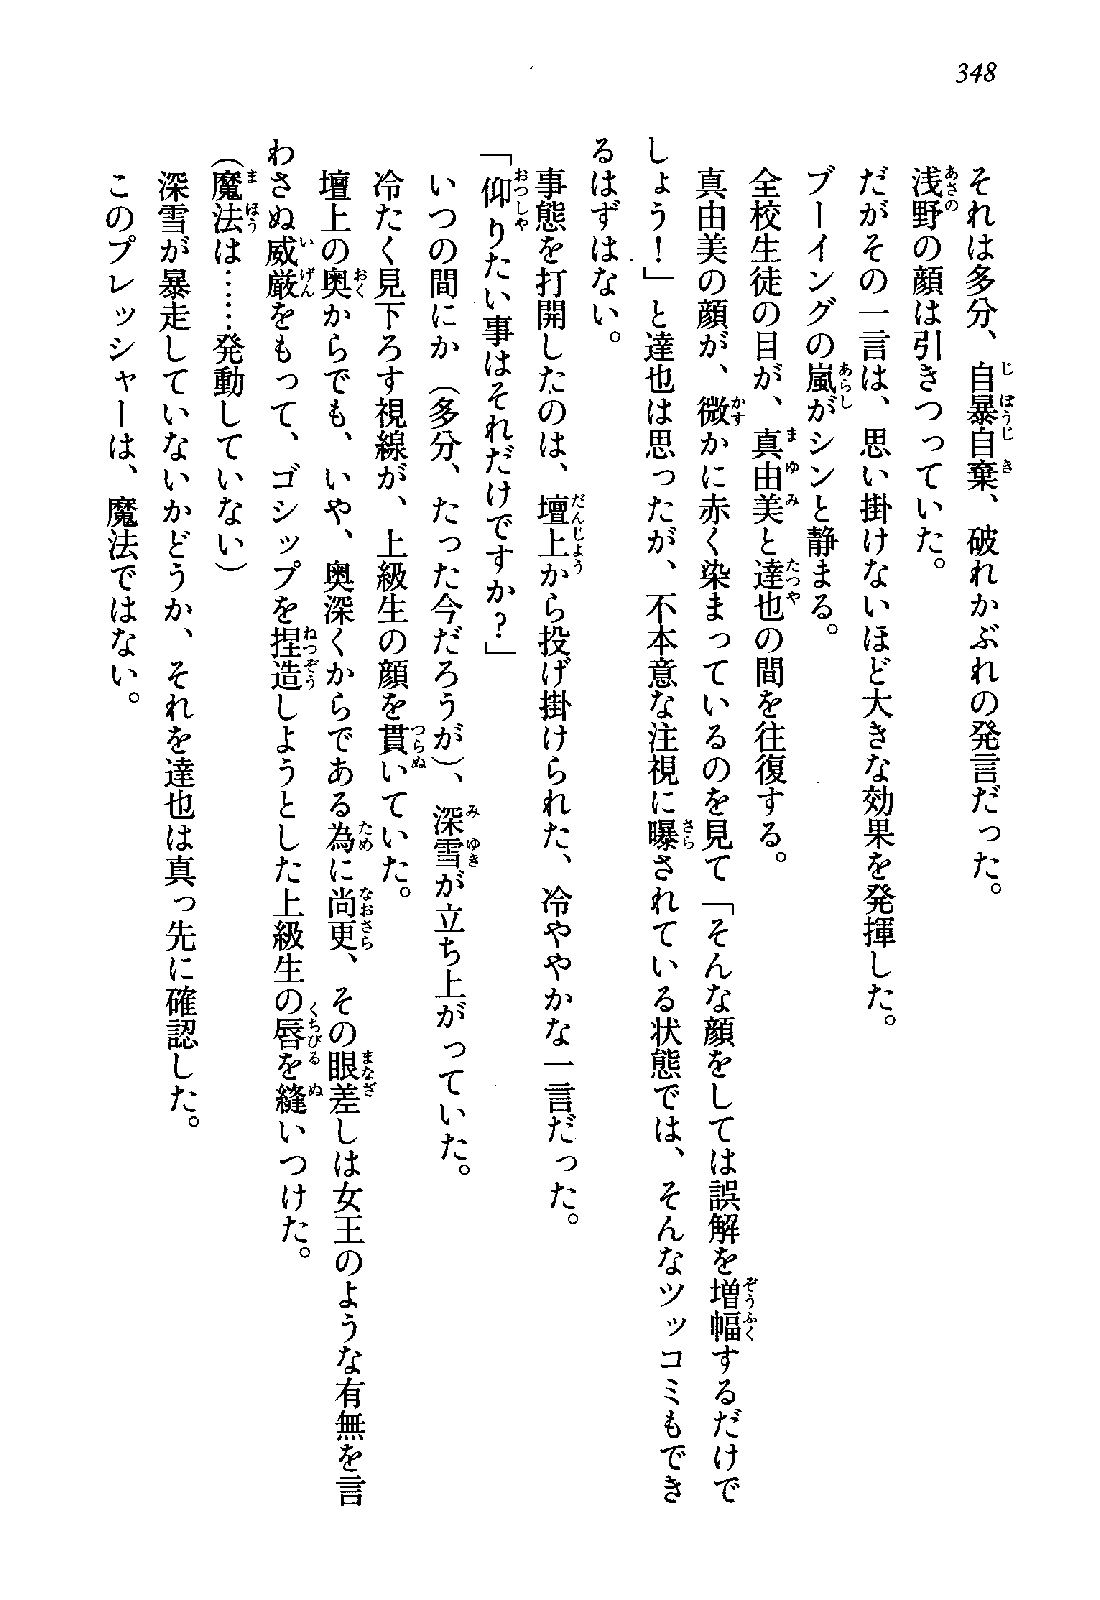 348
それは多分、自暴自棄、破れかぶれの発言だった。
浅野の顔は引きつっていた。
だがその一言は、思い掛けないほど大きな効果を発揮した。
ブーイングの嵐がシンと静まる。
全校生徒の目が、真由美と達也の間を往復する。
真由美の顔が、微かに赤く染まっているのを見て「そんな顔をしては誤解を増幅するだけで
しょう！」と達也は思ったが、不本意な注視に曝されている状態では、そんなツッコミもでき
るはずはない。
事態を打開したのは、壇上から投げ掛けられた、冷ややかな一言だった。
「仰りたい事はそれだけですか？」
いつの間にか（多分、たった今だろうが）、深雪が立ち上がっていた。
冷たく見下ろす視線が、上級生の顔を貫いていた。
壇上の奥からでも、いや、奥深くからである為に尚更、その眼差しは女王のような有無を言
わさぬ威厳をもって、ゴシップを捏造しようとした上級生の唇を縫いつけた。
（魔法は……発動していない）
深雪が暴走していないかどうか、それを達也は真っ先に確認した。
このプレッシャーは、魔法ではない。